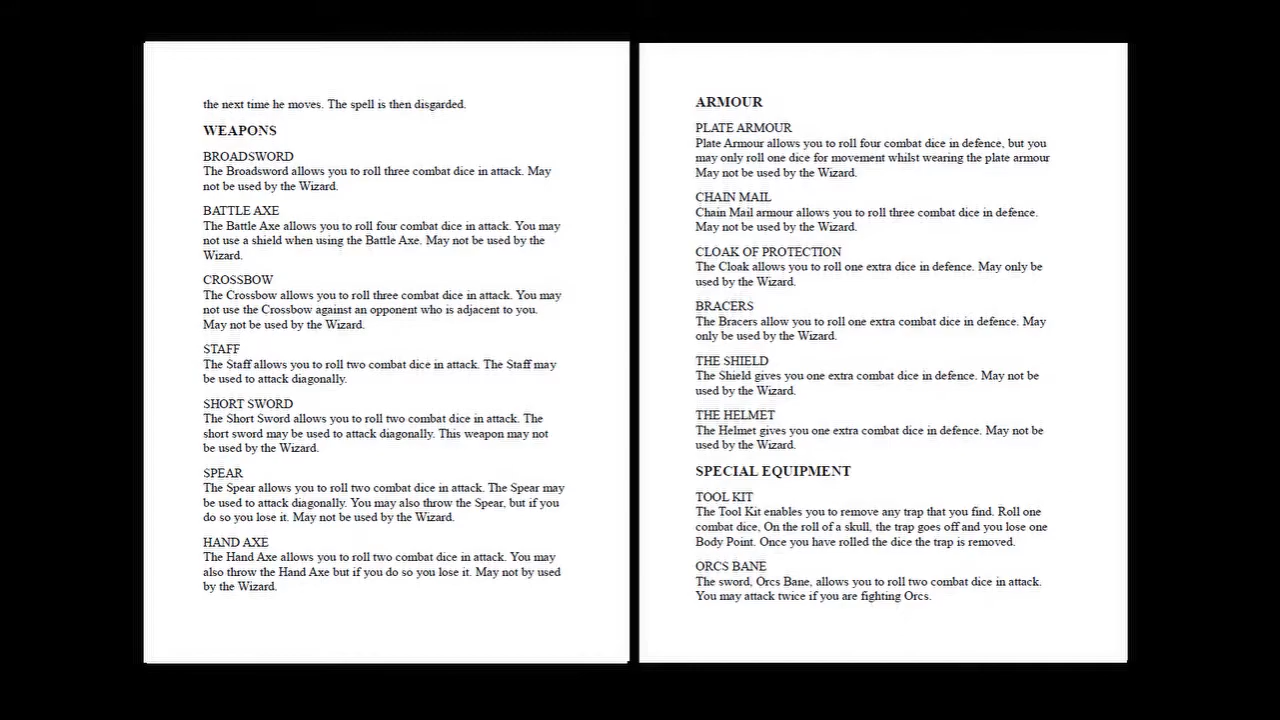 the next time he moves. The spell is then disgarded.
WEAPONS
BROADSWORD
The Broadsword allows you to roll three combat dice in attack. May
not be used by the Wizard.
BATTLE AXE
The Battle Axe allows you to roll four combat dice in attack. You may
not use a shield when using the Battle Axe. May not be used by the
Wizard.
CROSSBOW
The Crossbow allows you to roll three combat dice in attack. You may
not use the Crossbow against an opponent who is adjacent to you.
May not be used by the Wizard.
STAFF
The Staff allows you to roll two combat dice in attack. The Staff may
be used to attack diagonally.
SHORT SWORD
The Short Sword allows you to roll two combat dice in attack. The
short sword may be used to attack diagonally. This weapon may not
be used by the Wizard.
SPEAR
The Spear allows you to roll two combat dice in attack. The Spear may
be used to attack diagonally. You may also throw the Spear, but if you
do so you lose it. May not be used by the Wizard.
HAND AXE
The Hand Axe allows you to roll two combat dice in attack. You may
also throw the Hand Axe but if you do so you lose it. May not by used
by the Wizard.
ARMOUR
PLATE ARMOUR
Plate Armour allows you to roll four combat dice in defence, but you
may only roll one dice for movement whilst wearing the plate armour
May not be used by the Wizard.
CHAIN MAIL
Chain Mail armour allows you to roll three combat dice in defence.
May not be used by the Wizard.
CLOAK OF PROTECTION
The Cloak allows you to roll one extra dice in defence. May only be
used by the Wizard.
BRACERS
The Bracers allow you to roll one extra combat dice in defence. May
only be used by the Wizard.
THE SHIELD
The Shield gives you one extra combat dice in defence. May not be
used by the Wizard.
THE HELMET
The Helmet gives you one extra combat dice in defence. May not be
used by the Wizard.
SPECIAL EQUIPMENT
TOOL KIT
The Tool Kit enables you to remove any trap that you find. Roll one
combat dice, On the roll of a skull, the trap goes off and you lose one
Body Point. Once you have rolled the dice the trap is removed.
ORCS BANE
The sword, Orcs Bane, allows you to roll two combat dice in attack.
You may attack twice if you are fighting Orcs.